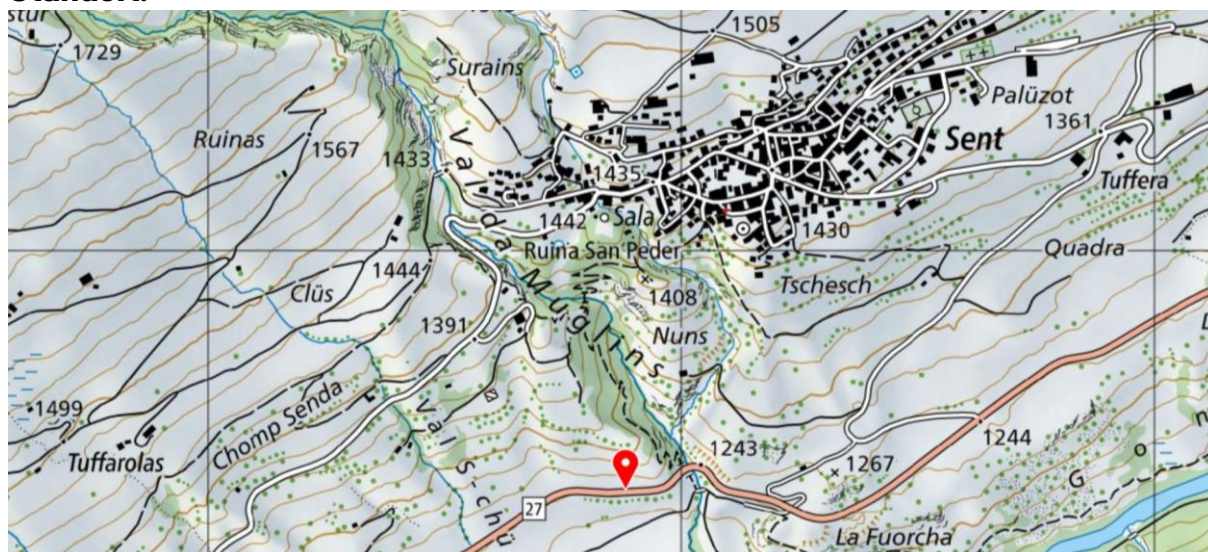 1505
1729
Surains
Palüzot
Ruinas
1361
Sent
1567
1433
Val da Muglins
1435
Tuffera
1442
Sala
1430
Ruina San Peder
Quadra
1444
Tschesch
Clüs
1408
1391
Nuns
Chomp Senda
1499
Val S-chü
Tuffarolas
1243
1244
1267
G
o
n
27
La Fuorcha